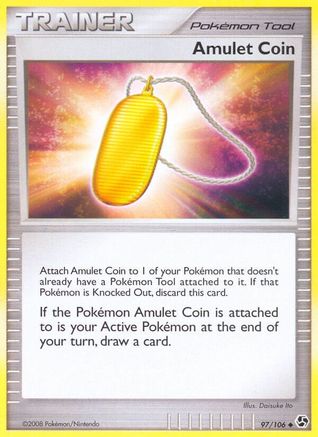 TRAINER
Pokémon Tool
Amulet Coin
Attach Amulet Coin to 1 of your Pokémon that doesn't
already have a Pokémon Tool attached to it. If that
Pokémon is Knocked Out, discard this card.
If the Pokémon Amulet Coin is attached
to is your Active Pokémon at the end of
your turn, draw a card.
Illus. Daisuke Ito
©2008 Pokémon/Nintendo
97/106